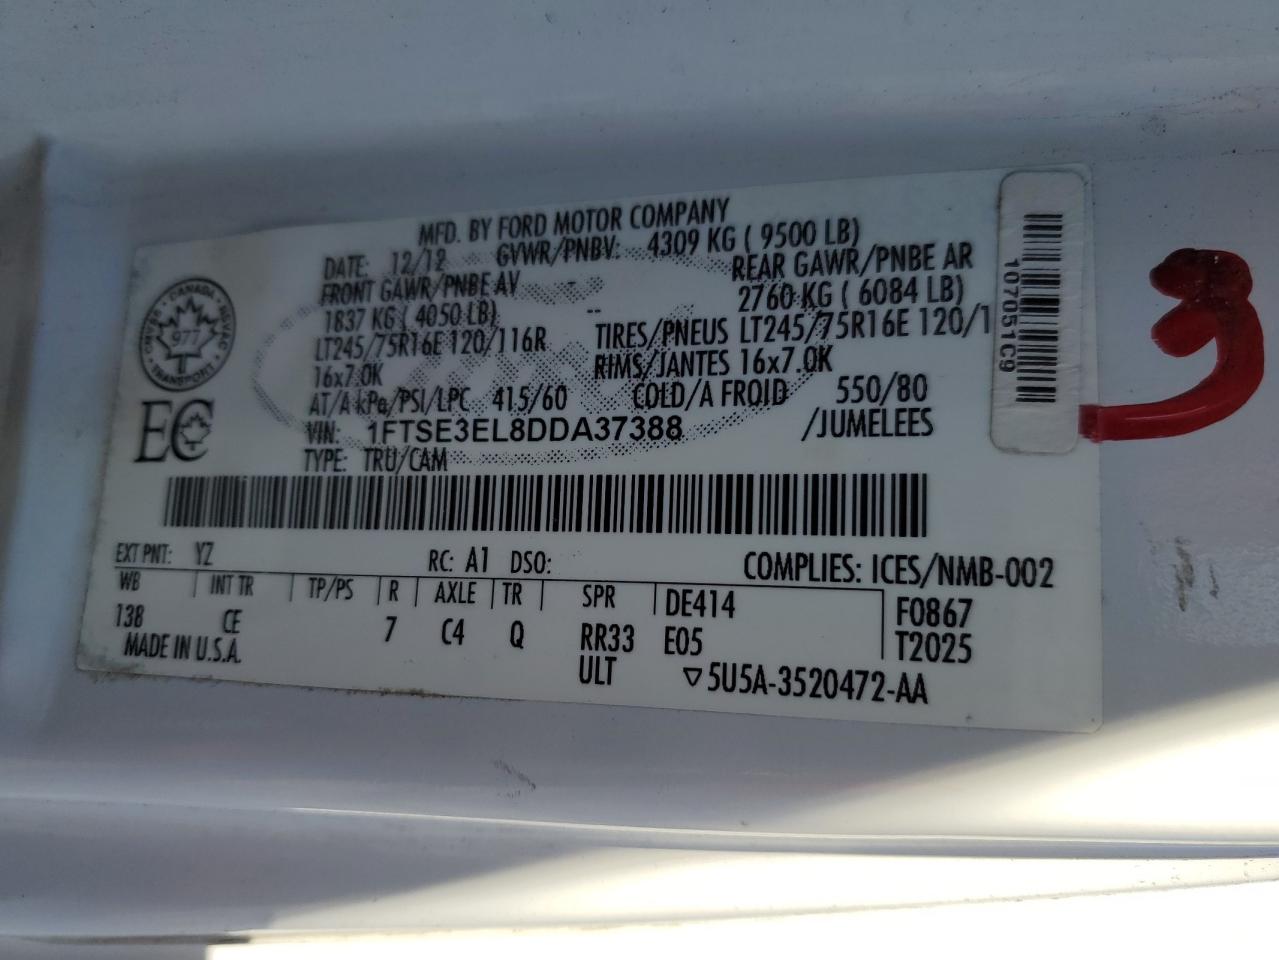 MFD. BY FORD MOTOR COMPANY
DATE: 12/12 GVWR/PNBV: 4309 KG ( 9500 LB)
FRONT GAWR/PNBE AV REAR GAWR/PNBE AR
1837 KG ( 4050 LB) 2760 KG ( 6084 LB)
LT245/75R16E 120/116R TIRES/PNEUS LT245/75R16E 120/1
16x7.0K RIMS/JANTES 16x7.0K
AT/A kPa/PSI/LPC 415/60 COLD/A FROID 550/80
VIN: 1FTSE3EL8DDA37388 /JUMELEES
TYPE: TRU/CAM
CANADA
977
TRANSPORT
EC
1070511C9
3
EXT PNT: YZ RC: A1 DSO: COMPLIES: ICES/NMB-002
WB INT TR TP/PS R AXLE TR SPR DE414 F0867
138 CE 7 C4 Q RR33 E05 T2025
MADE IN U.S.A. ULT ▽5U5A-3520472-AA